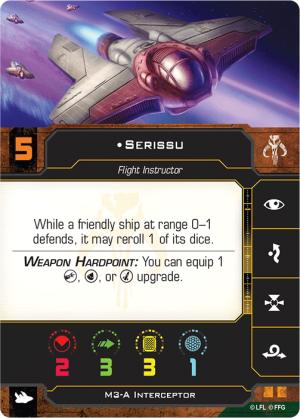 5
•Serissu
Flight Instructor
While a friendly ship at range 0–1
defends, it may reroll 1 of its dice.
Weapon Hardpoint: You can equip 1
, , or upgrade.
2 3 3 1
M3-A Interceptor
©LFL ©FFG